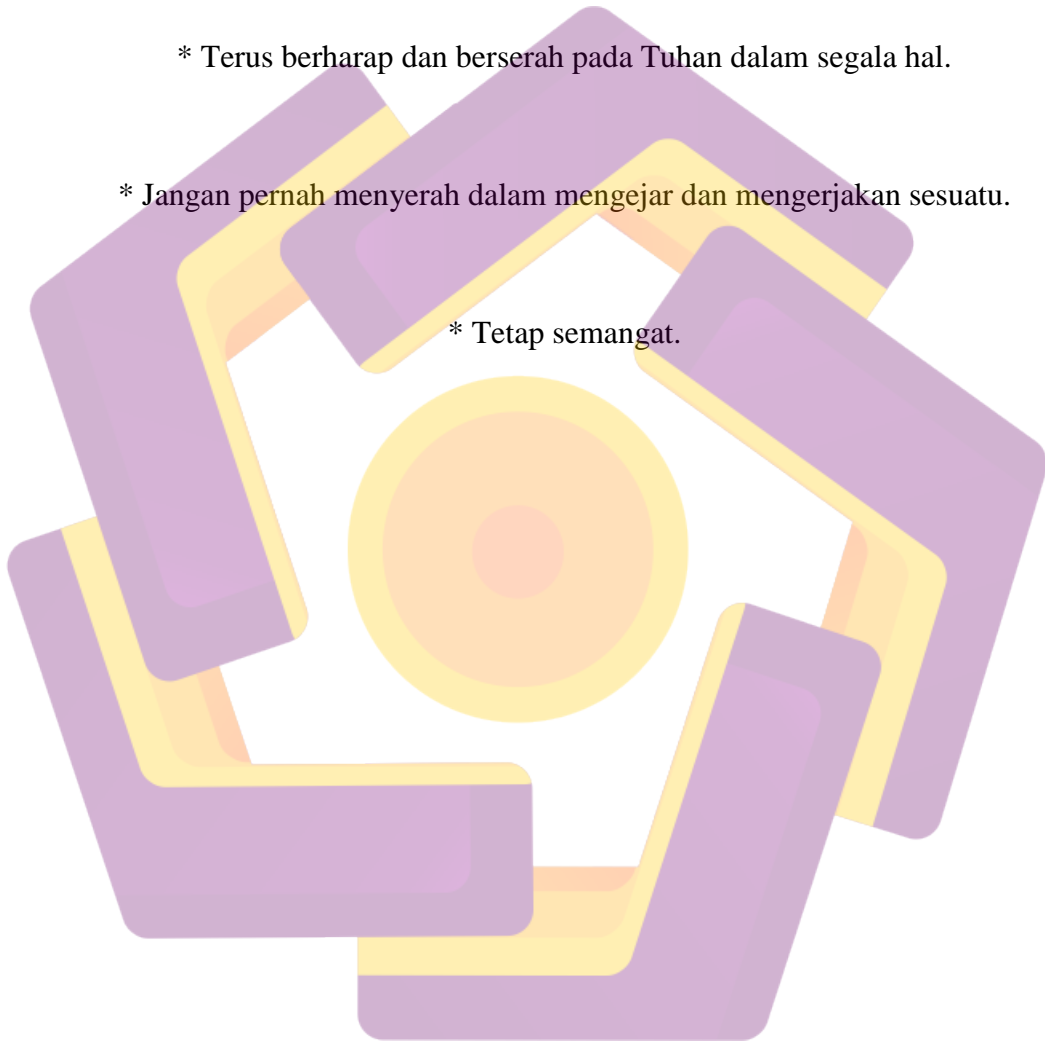 * Terus berharap dan berserah pada Tuhan dalam segala hal.
* Jangan pernah menyerah dalam mengejar dan mengerjakan sesuatu.
* Tetap semangat.